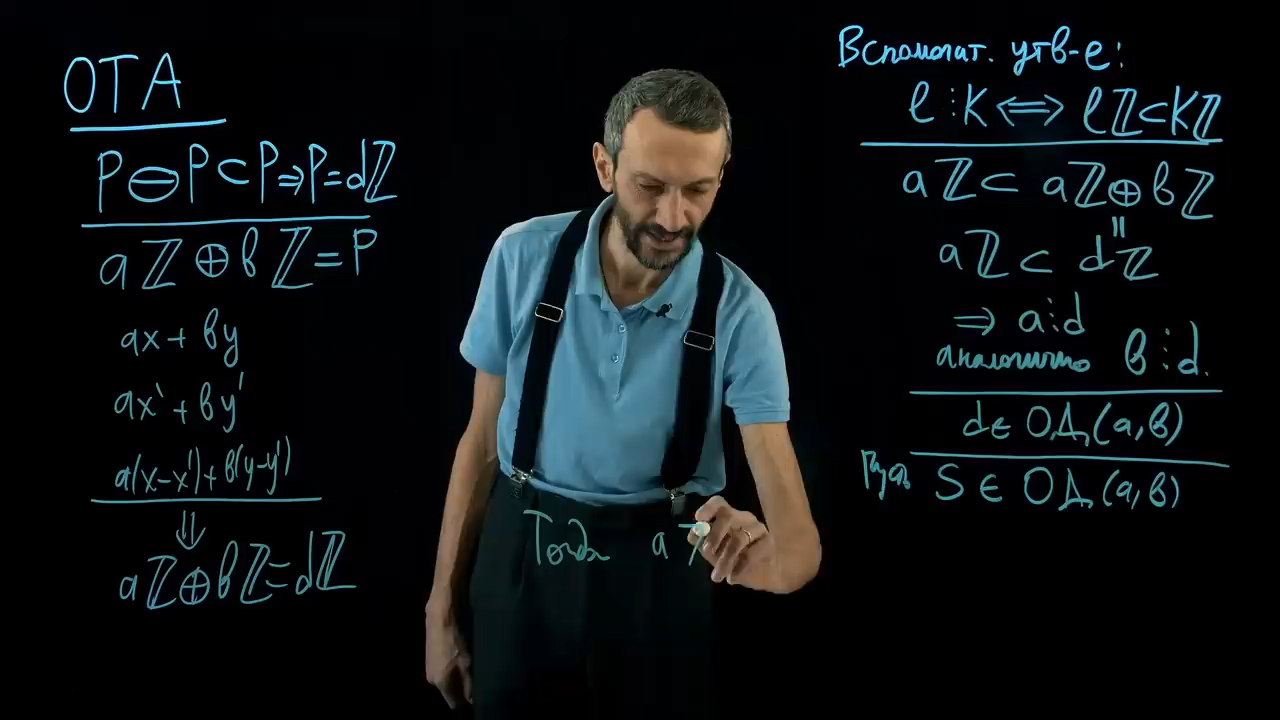 ОТА
P⊖P⊂P⇒P=dℤ
aℤ⊕bℤ=P
ax+by
ax'+by'
a(x-x')+b(y-y')
⇓
aℤ⊕bℤ=dℤ
Вспомогат. утв-е:
l⋮K⟺lℤ⊂Kℤ
aℤ⊂aℤ⊕bℤ
"
aℤ⊂dℤ
⇒a⋮d
аналогично b⋮d.
d∈ОД(a,b)
Пусть S∈ОД(a,b)
Тогда a